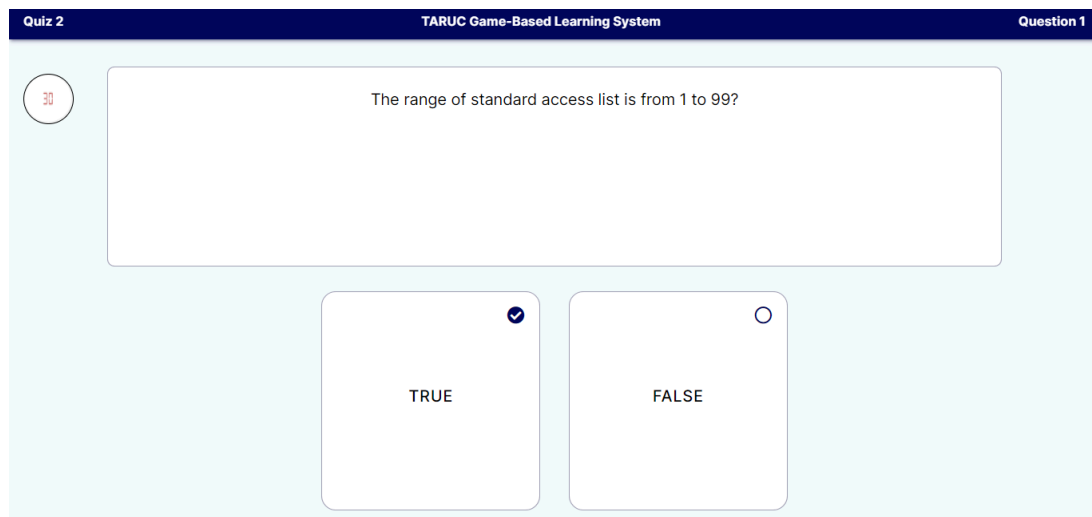 Quiz 2 TARUC Game-Based Learning System Question 1
30
The range of standard access list is from 1 to 99?
TRUE FALSE